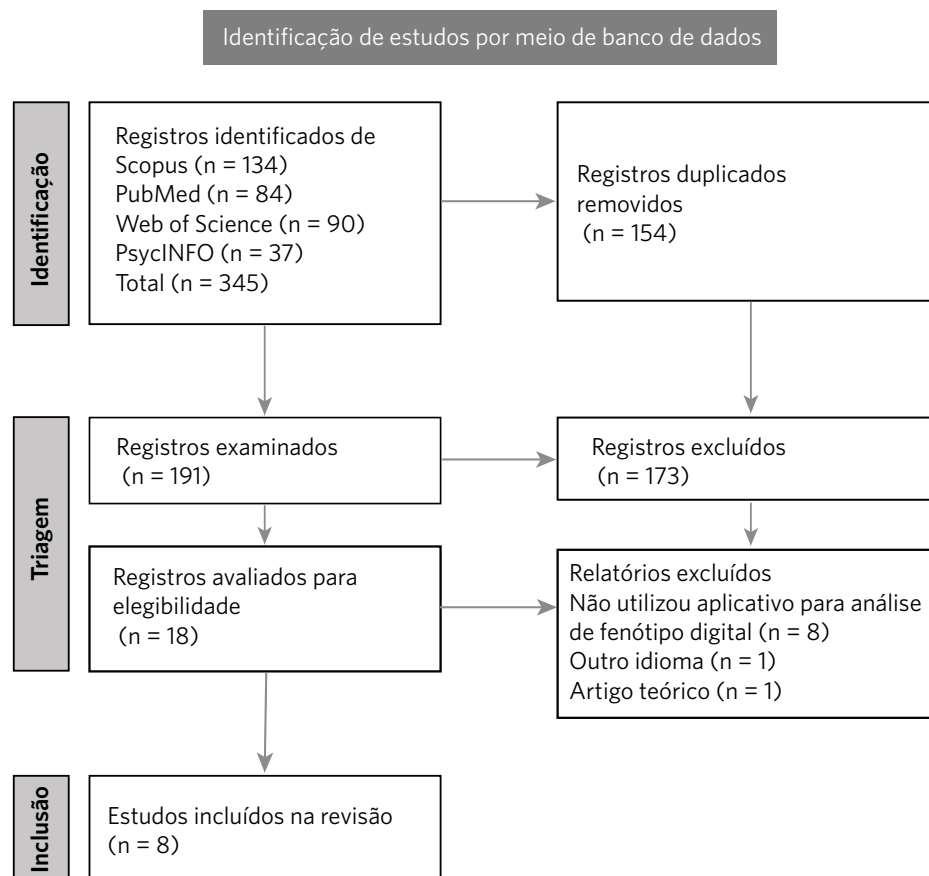 Identificação de estudos por meio de banco de dados
Identificação
Registros identificados de
Scopus (n = 134)
PubMed (n = 84)
Web of Science (n = 90)
PsycINFO (n = 37)
Total (n = 345)
Registros duplicados
removidos
(n = 154)
Triagem
Registros examinados
(n = 191)
Registros excluídos
(n = 173)
Registros avaliados para
elegibilidade
(n = 18)
Relatórios excluídos
Não utilizou aplicativo para análise
de fenótipo digital (n = 8)
Outro idioma (n = 1)
Artigo teórico (n = 1)
Inclusão
Estudos incluídos na revisão
(n = 8)